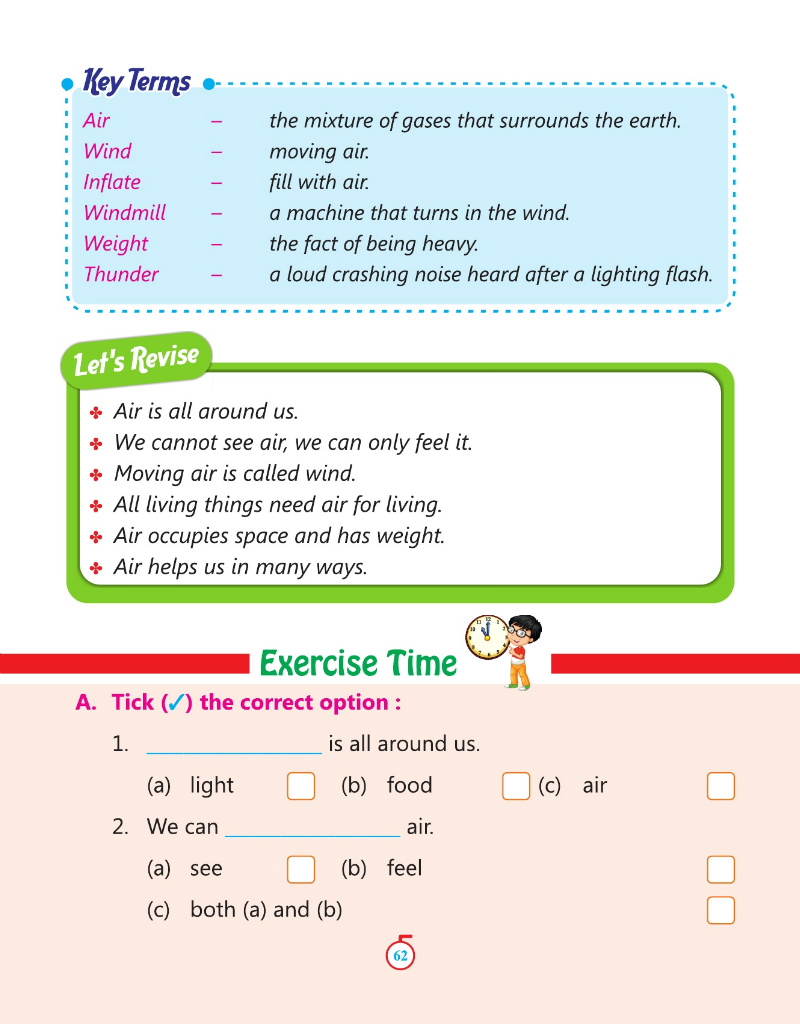 Key Terms
Air – the mixture of gases that surrounds the earth.
Wind – moving air.
Inflate – fill with air.
Windmill – a machine that turns in the wind.
Weight – the fact of being heavy.
Thunder – a loud crashing noise heard after a lighting flash.
Let's Revise
✤ Air is all around us.
✤ We cannot see air, we can only feel it.
✤ Moving air is called wind.
✤ All living things need air for living.
✤ Air occupies space and has weight.
✤ Air helps us in many ways.
Exercise Time
A. Tick (✓) the correct option :
1. ________________ is all around us.
(a) light (b) food (c) air
2. We can ________________ air.
(a) see (b) feel
(c) both (a) and (b)
62